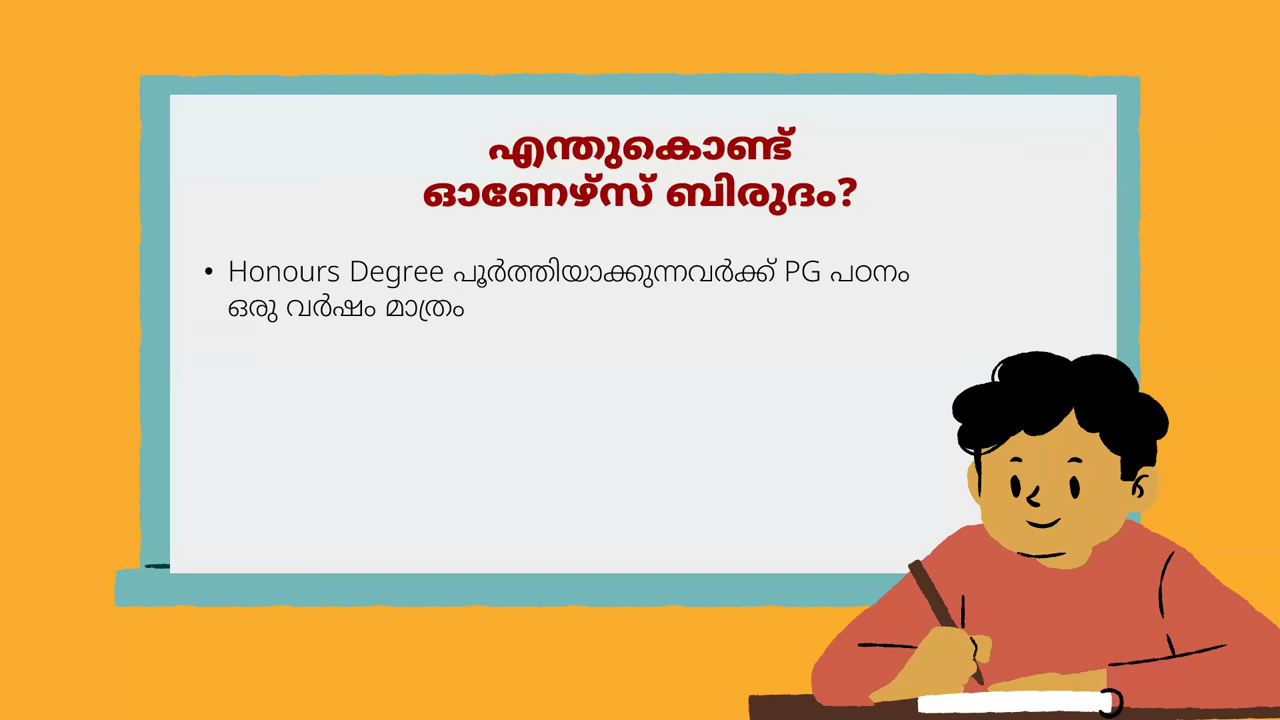 എന്തുകൊണ്ട്
ഓണേഴ്സ് ബിരുദം?
• Honours Degree പൂർത്തിയാക്കുന്നവർക്ക് PG പഠനം
ഒരു വർഷം മാത്രം